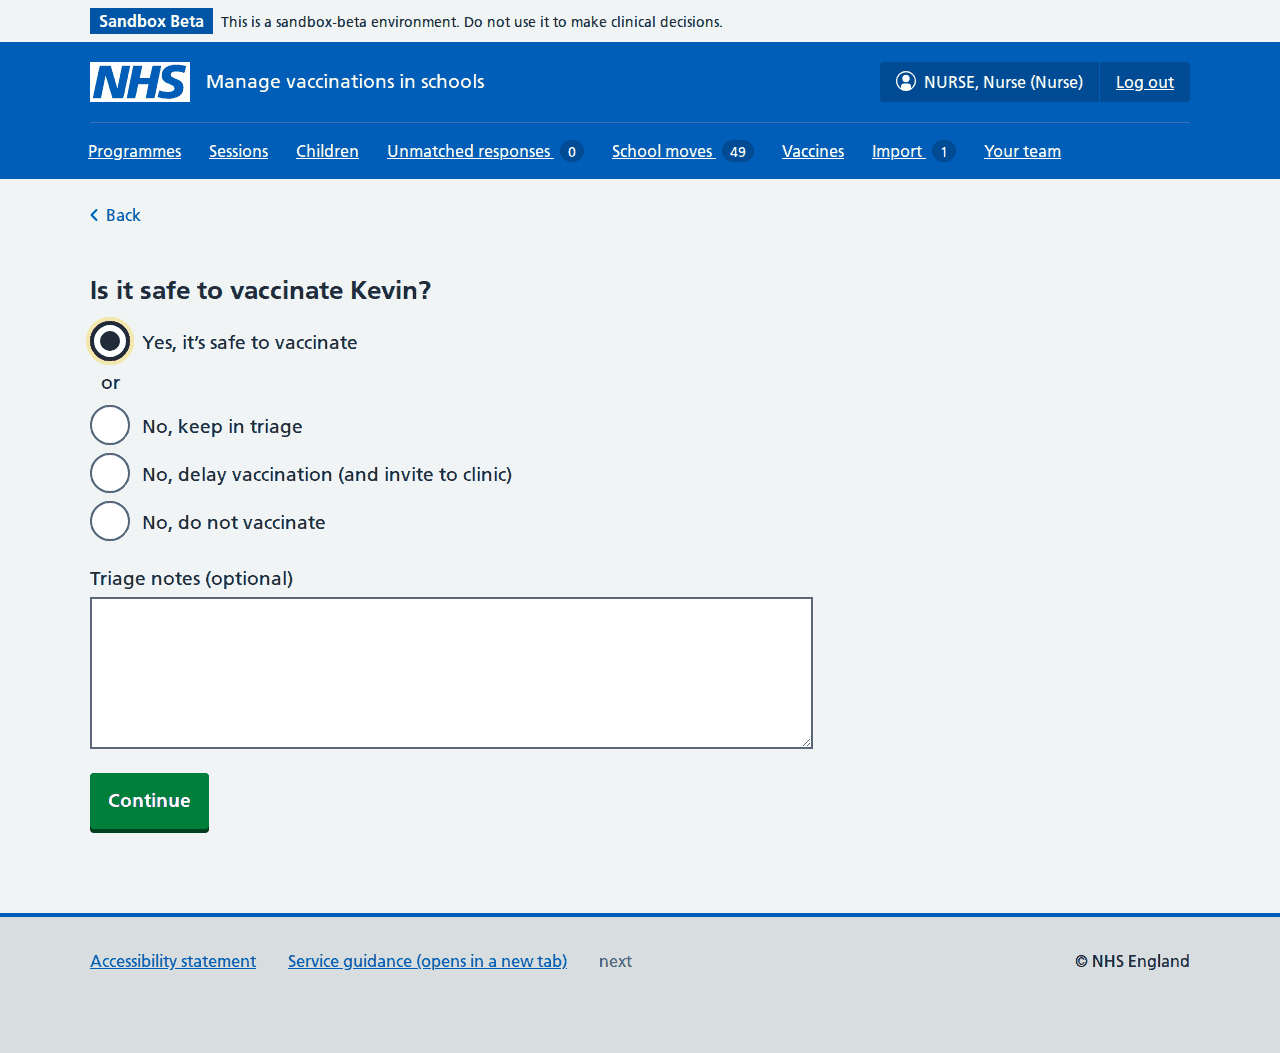 Sandbox Beta This is a sandbox-beta environment. Do not use it to make clinical decisions.
NHS Manage vaccinations in schools NURSE, Nurse (Nurse) Log out
Programmes Sessions Children Unmatched responses 0 School moves 49 Vaccines Import 1 Your team
Back
Is it safe to vaccinate Kevin?
Yes, it’s safe to vaccinate
or
No, keep in triage
No, delay vaccination (and invite to clinic)
No, do not vaccinate
Triage notes (optional)
Continue
Accessibility statement Service guidance (opens in a new tab) next © NHS England